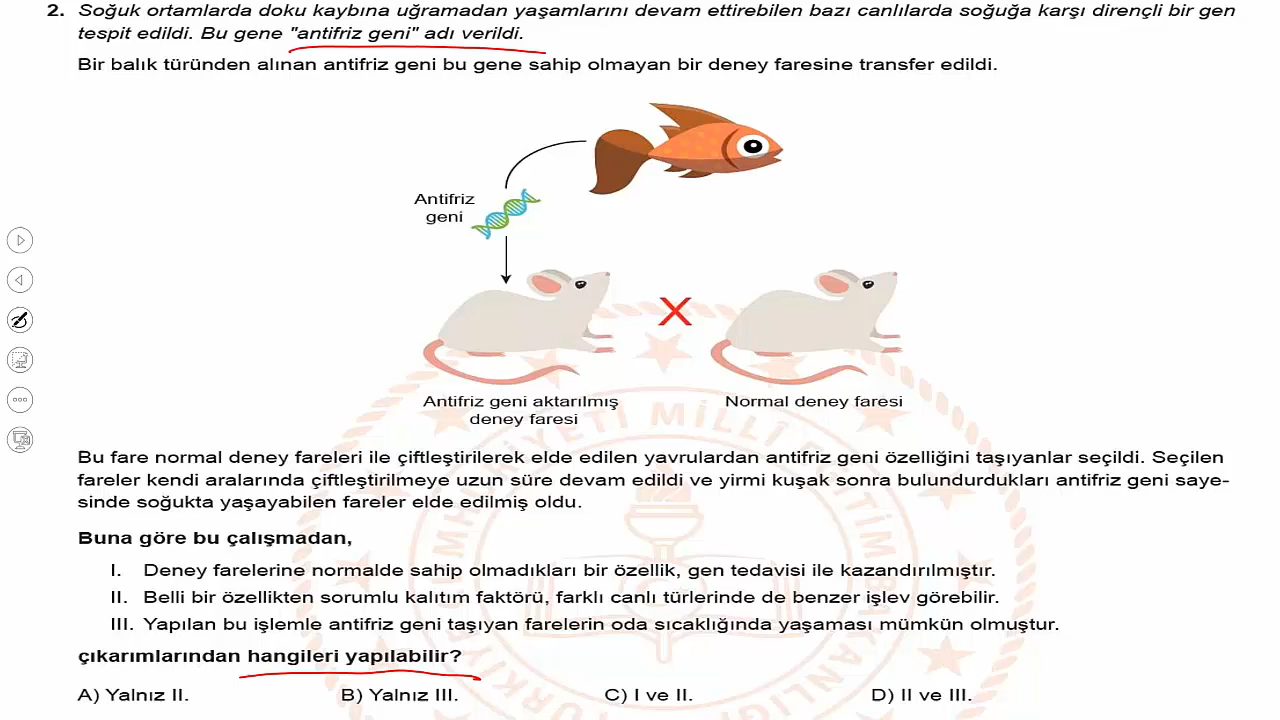 2. Soğuk ortamlarda doku kaybına uğramadan yaşamlarını devam ettirebilen bazı canlılarda soğuğa karşı dirençli bir gen
tespit edildi. Bu gene "antifriz geni" adı verildi.
Bir balık türünden alınan antifriz geni bu gene sahip olmayan bir deney faresine transfer edildi.
Antifriz
geni
X
Antifriz geni aktarılmış
deney faresi
Normal deney faresi
Bu fare normal deney fareleri ile çiftleştirilerek elde edilen yavrulardan antifriz geni özelliğini taşıyanlar seçildi. Seçilen
fareler kendi aralarında çiftleştirilmeye uzun süre devam edildi ve yirmi kuşak sonra bulundurdukları antifriz geni saye-
sinde soğukta yaşayabilen fareler elde edilmiş oldu.
Buna göre bu çalışmadan,
I. Deney farelerine normalde sahip olmadıkları bir özellik, gen tedavisi ile kazandırılmıştır.
II. Belli bir özellikten sorumlu kalıtım faktörü, farklı canlı türlerinde de benzer işlev görebilir.
III. Yapılan bu işlemle antifriz geni taşıyan farelerin oda sıcaklığında yaşaması mümkün olmuştur.
çıkarımlarından hangileri yapılabilir?
A) Yalnız II. B) Yalnız III. C) I ve II. D) II ve III.